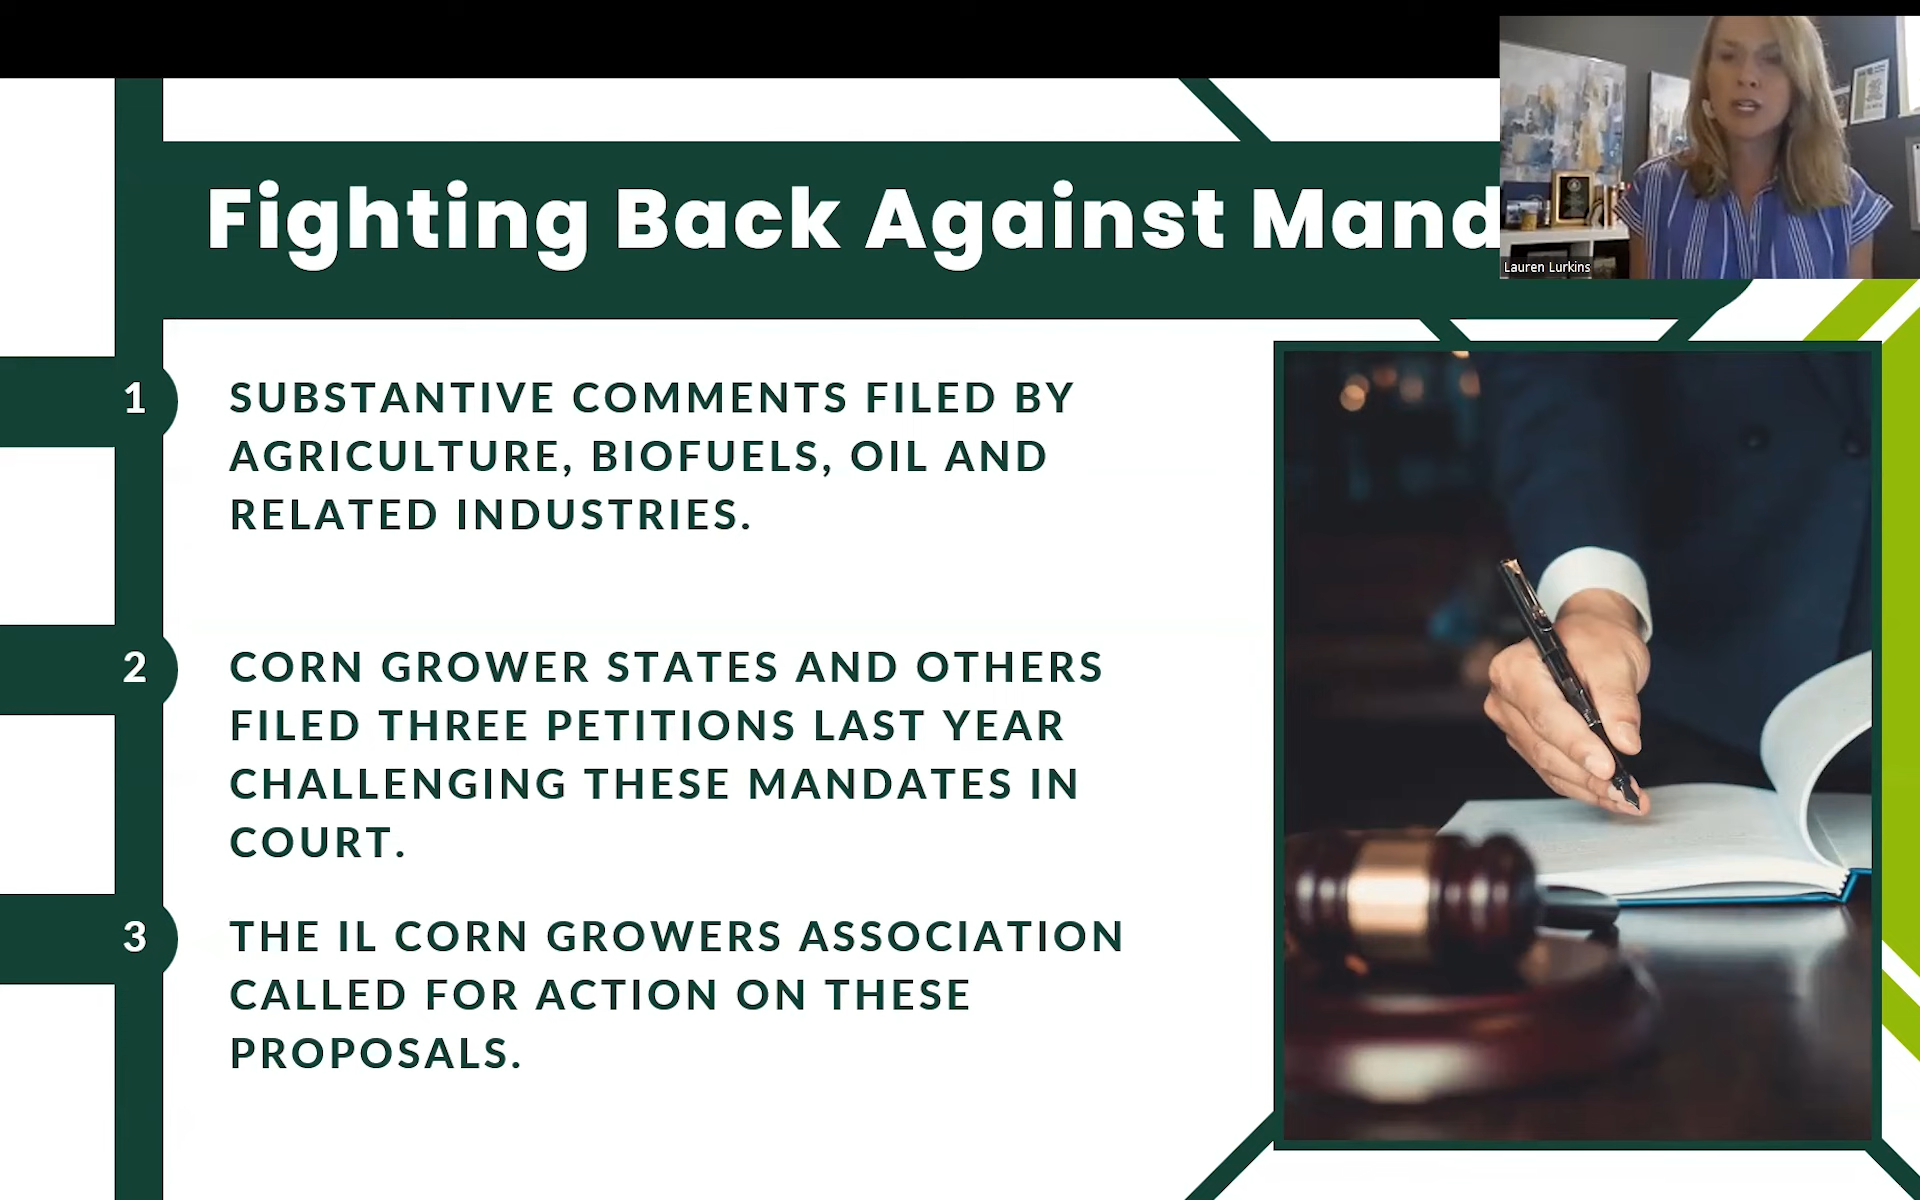 Fighting Back Against Mand
Lauren Lurkins
1
SUBSTANTIVE COMMENTS FILED BY
AGRICULTURE, BIOFUELS, OIL AND
RELATED INDUSTRIES.
2
CORN GROWER STATES AND OTHERS
FILED THREE PETITIONS LAST YEAR
CHALLENGING THESE MANDATES IN
COURT.
3
THE IL CORN GROWERS ASSOCIATION
CALLED FOR ACTION ON THESE
PROPOSALS.